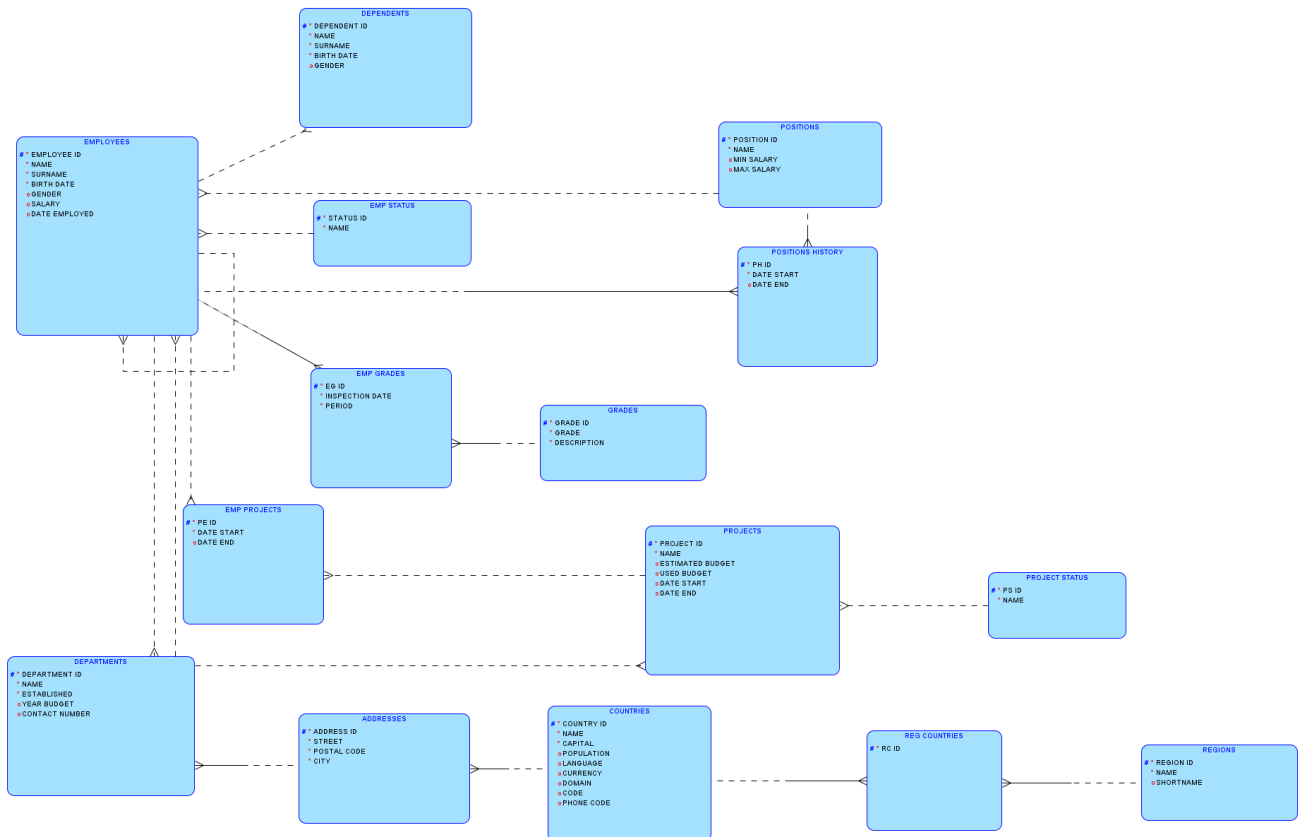 DEPENDENTS
# * DEPENDENT ID
* NAME
* SURNAME
* BIRTH DATE
o GENDER
EMPLOYEES
# * EMPLOYEE ID
* NAME
* SURNAME
* BIRTH DATE
o GENDER
o SALARY
o DATE EMPLOYED
POSITIONS
# * POSITION ID
* NAME
o MIN SALARY
o MAX SALARY
EMP STATUS
# * STATUS ID
* NAME
POSITIONS HISTORY
# * PH ID
* DATE START
o DATE END
EMP GRADES
# * EG ID
* INSPECTION DATE
* PERIOD
GRADES
# * GRADE ID
* GRADE
* DESCRIPTION
EMP PROJECTS
# * PE ID
* DATE START
o DATE END
PROJECTS
# * PROJECT ID
* NAME
o ESTIMATED BUDGET
o USED BUDGET
o DATE START
o DATE END
PROJECT STATUS
# * PS ID
* NAME
DEPARTMENTS
# * DEPARTMENT ID
* NAME
* ESTABLISHED
o YEAR BUDGET
o CONTACT NUMBER
ADDRESSES
# * ADDRESS ID
* STREET
* POSTAL CODE
* CITY
COUNTRIES
# * COUNTRY ID
* NAME
* CAPITAL
o POPULATION
o LANGUAGE
o CURRENCY
o DOMAIN
o CODE
o PHONE CODE
REG COUNTRIES
# * RC ID
REGIONS
# * REGION ID
* NAME
o SHORTNAME